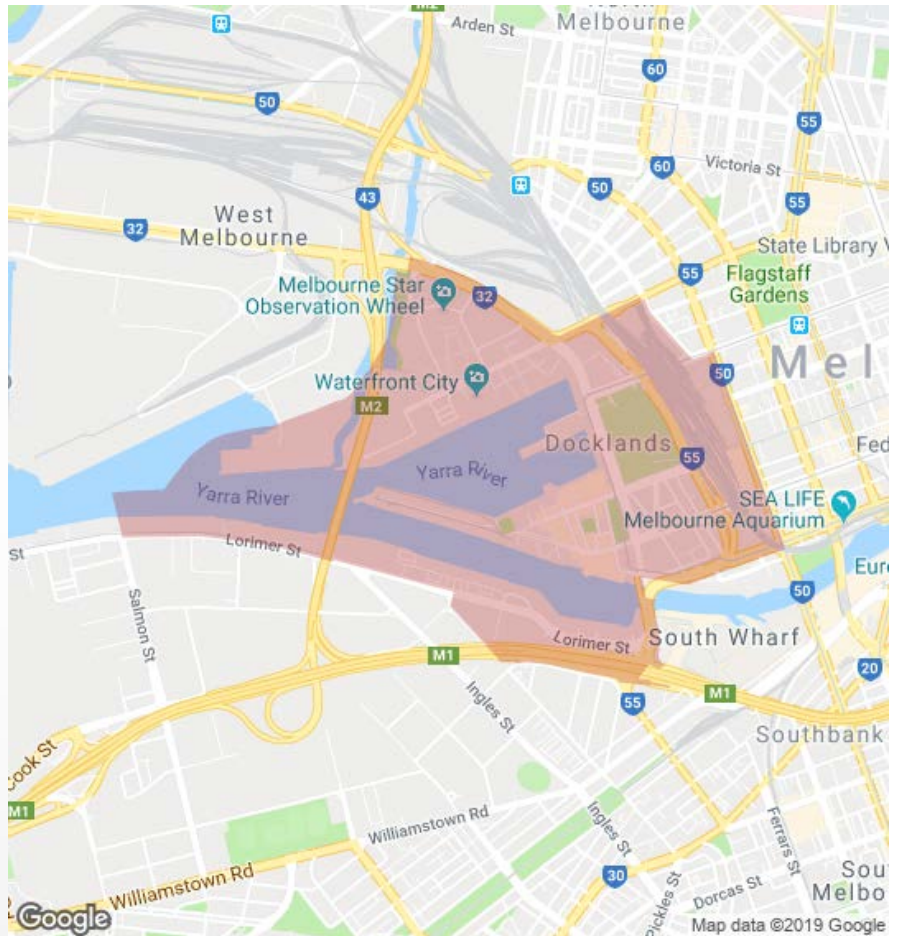 M2
North
Melbourne
Arden St
60
50
55
43
Victoria St
60
50
55
West
Melbourne
32
State Library V
55
Flagstaff
Gardens
Melbourne Star
Observation Wheel
32
50
Mel
Waterfront City
M2
Docklands
Fed
55
Yarra River
Yarra River
SEA LIFE
Melbourne Aquarium
St
Lorimer St
Euro
50
Salmon St
Lorimer St
South Wharf
M1
20
M1
55
Ingles St
Southbank
Cook St
M1
Williamstown Rd
Ingles St
Ferrars St
30
Sou
Melbo
Williamstown Rd
Pickles St
Dorcas St
Google
Map data ©2019 Google